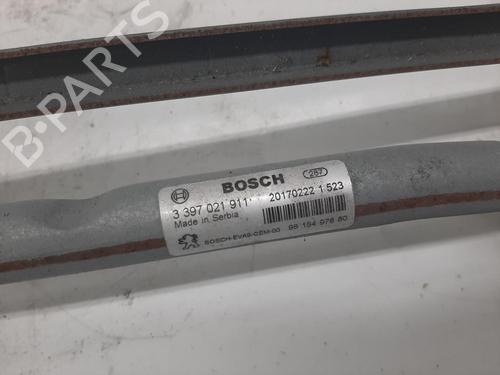 B-PARTS
BOSCH
257
3 397 021 911
20170222 1 523
Made in Serbia
BOSCH-EVA9-CEM-00 98 184 976 80